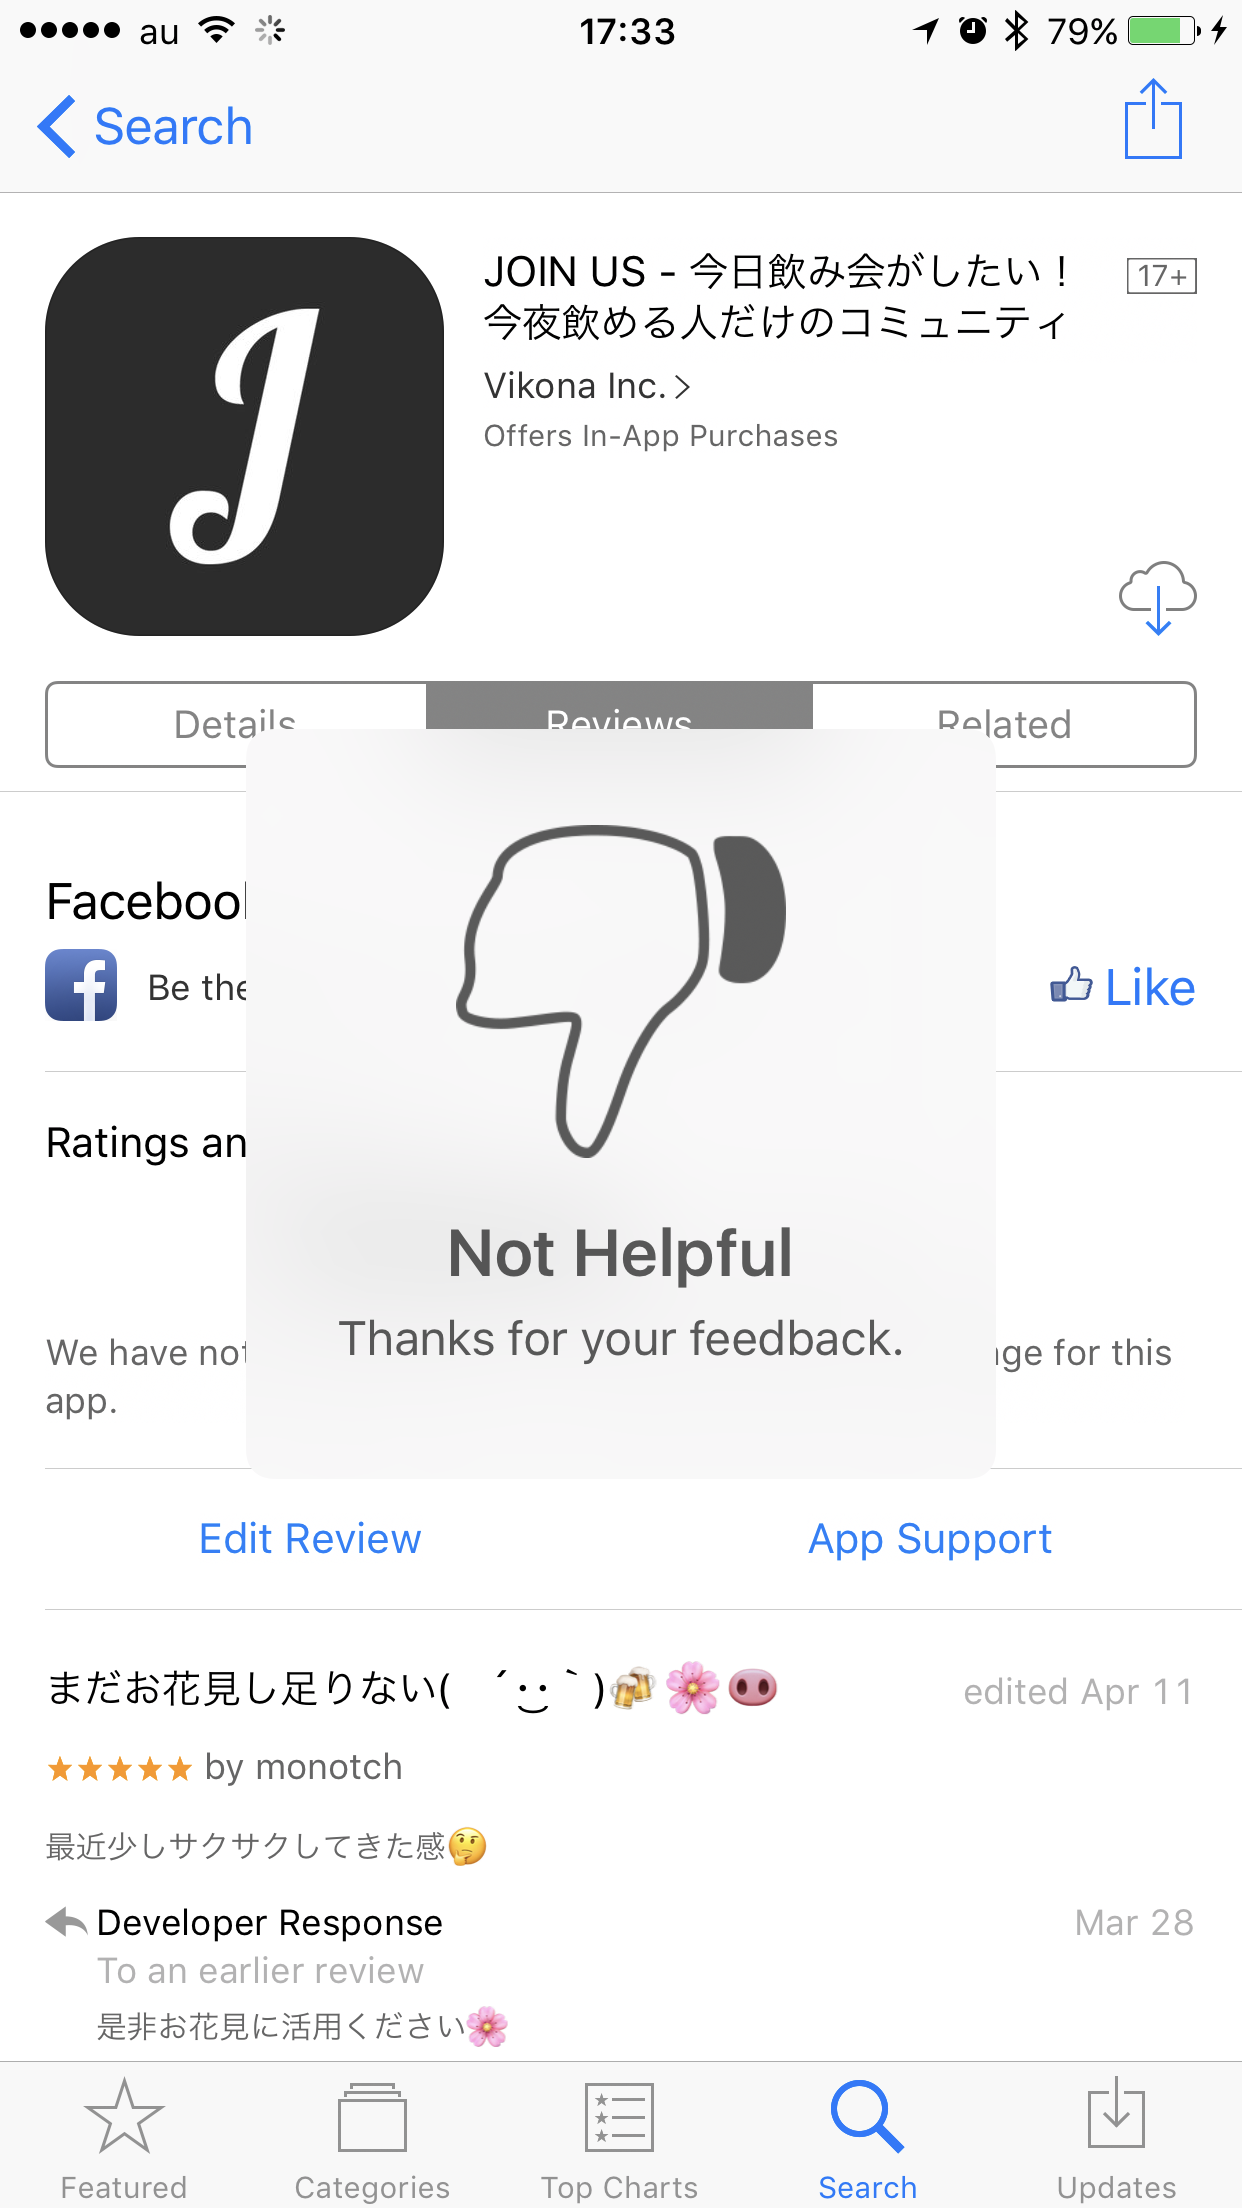 au 17:33 79%
Search
JOIN US - 今日飲み会がしたい！
今夜飲める人だけのコミュニティ
17+
Vikona Inc.
Offers In-App Purchases
Details Reviews Related
Be the
Like
Ratings
Not Helpful
Thanks for your feedback.
We have for this
app.
Edit Review App Support
まだお花見し足りない( ´·͜·｀)🍻🌸🐽 edited Apr 11
★★★★★ by monotch
最近少しサクサクしてきた感🤔
Developer Response Mar 28
To an earlier review
是非お花見に活用ください🌸
Featured Categories Top Charts Search Updates